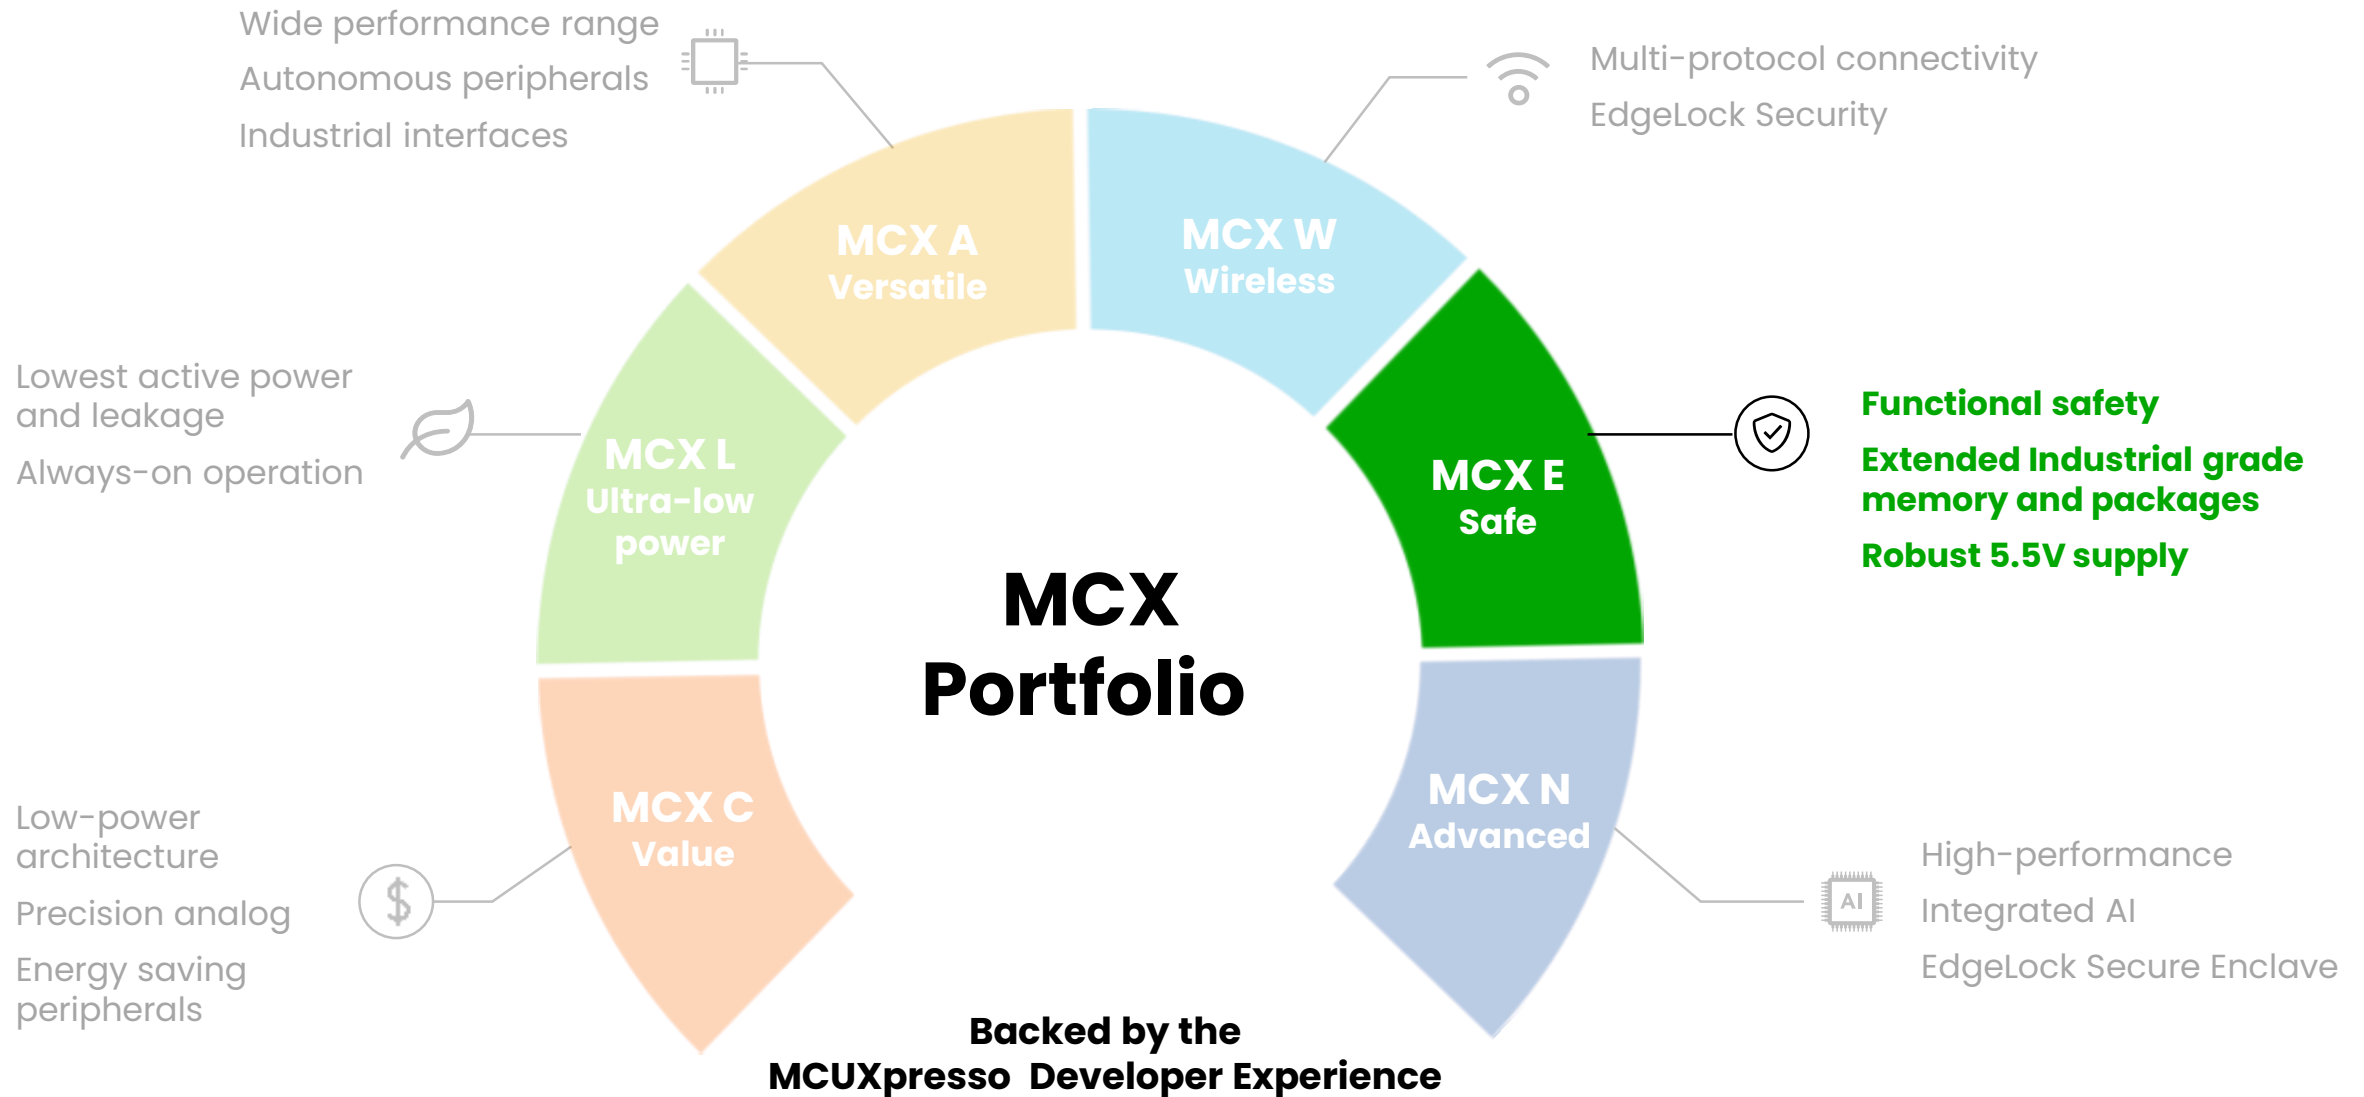 Wide performance range
Autonomous peripherals
Industrial interfaces
Multi-protocol connectivity
EdgeLock Security
MCX A
Versatile
MCX W
Wireless
Lowest active power
and leakage
Always-on operation
MCX L
Ultra-low
power
MCX E
Safe
Functional safety
Extended Industrial grade
memory and packages
Robust 5.5V supply
MCX
Portfolio
Low-power
architecture
Precision analog
Energy saving
peripherals
$
MCX C
Value
MCX N
Advanced
AI
High-performance
Integrated AI
EdgeLock Secure Enclave
Backed by the
MCUXpresso Developer Experience